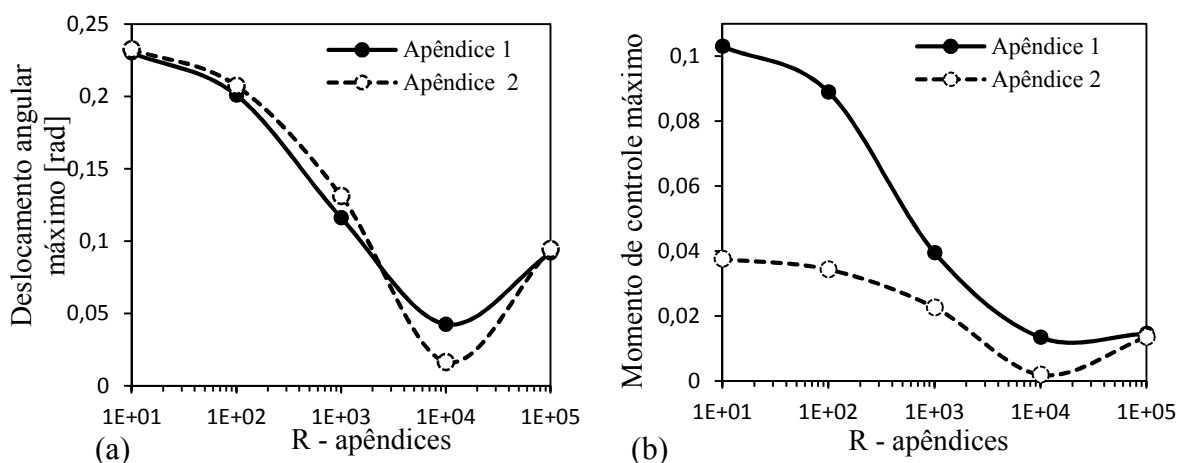 0,25
0,2
0,15
0,1
0,05
0
Deslocamento angular
máximo [rad]
Apêndice 1
Apêndice 2
1E+01 1E+02 1E+03 1E+04 1E+05
R - apêndices
(a)
0,1
0,08
0,06
0,04
0,02
0
Momento de controle máximo
Apêndice 1
Apêndice 2
1E+01 1E+02 1E+03 1E+04 1E+05
R - apêndices
(b)